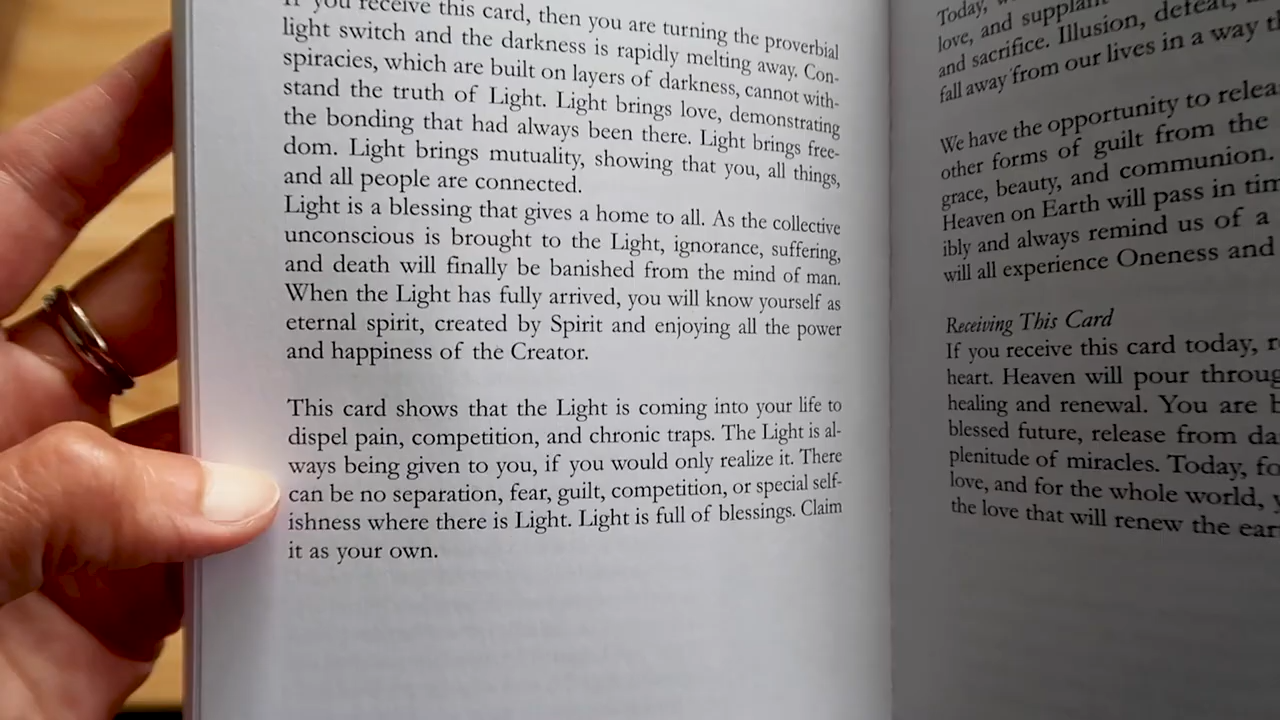 If you receive this card, then you are turning the proverbial
light switch and the darkness is rapidly melting away. Con-
spiracies, which are built on layers of darkness, cannot with-
stand the truth of Light. Light brings love, demonstrating
the bonding that had always been there. Light brings free-
dom. Light brings mutuality, showing that you, all things,
and all people are connected.
Light is a blessing that gives a home to all. As the collective
unconscious is brought to the Light, ignorance, suffering,
and death will finally be banished from the mind of man.
When the Light has fully arrived, you will know yourself as
eternal spirit, created by Spirit and enjoying all the power
and happiness of the Creator.
This card shows that the Light is coming into your life to
dispel pain, competition, and chronic traps. The Light is al-
ways being given to you, if you would only realize it. There
can be no separation, fear, guilt, competition, or special self-
ishness where there is Light. Light is full of blessings. Claim
it as your own.
Today,
love, and supplant
and sacrifice. Illusion, defeat,
fall away from our lives in a way
We have the opportunity to
other forms of guilt from the
grace, beauty, and communion.
Heaven on Earth will pass in
ibly and always remind us of a
will all experience Oneness and
Receiving This Card
If you receive this card today,
heart. Heaven will pour
healing and renewal. You are
blessed future, release from
plenitude of miracles. Today,
love, and for the whole world,
the love that will renew the